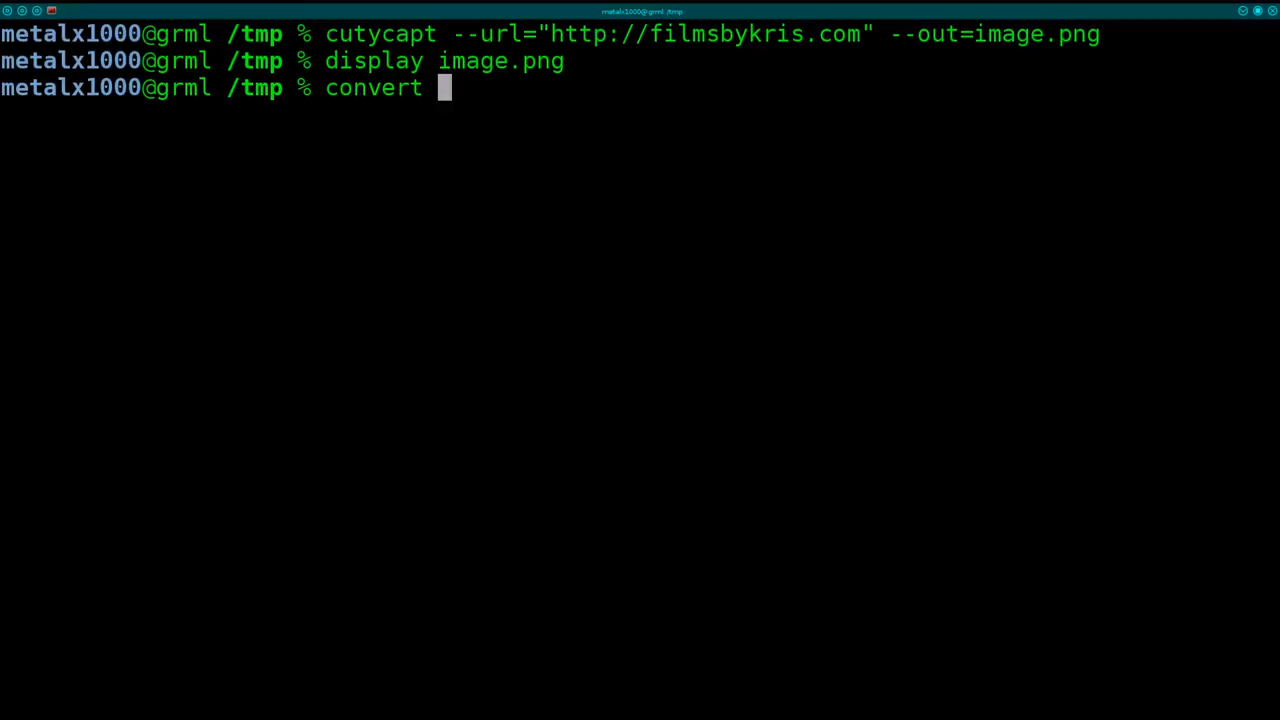 metalx1000@grml /tmp
metalx1000@grml /tmp % cutycapt --url="http://filmsbykris.com" --out=image.png
metalx1000@grml /tmp % display image.png
metalx1000@grml /tmp % convert